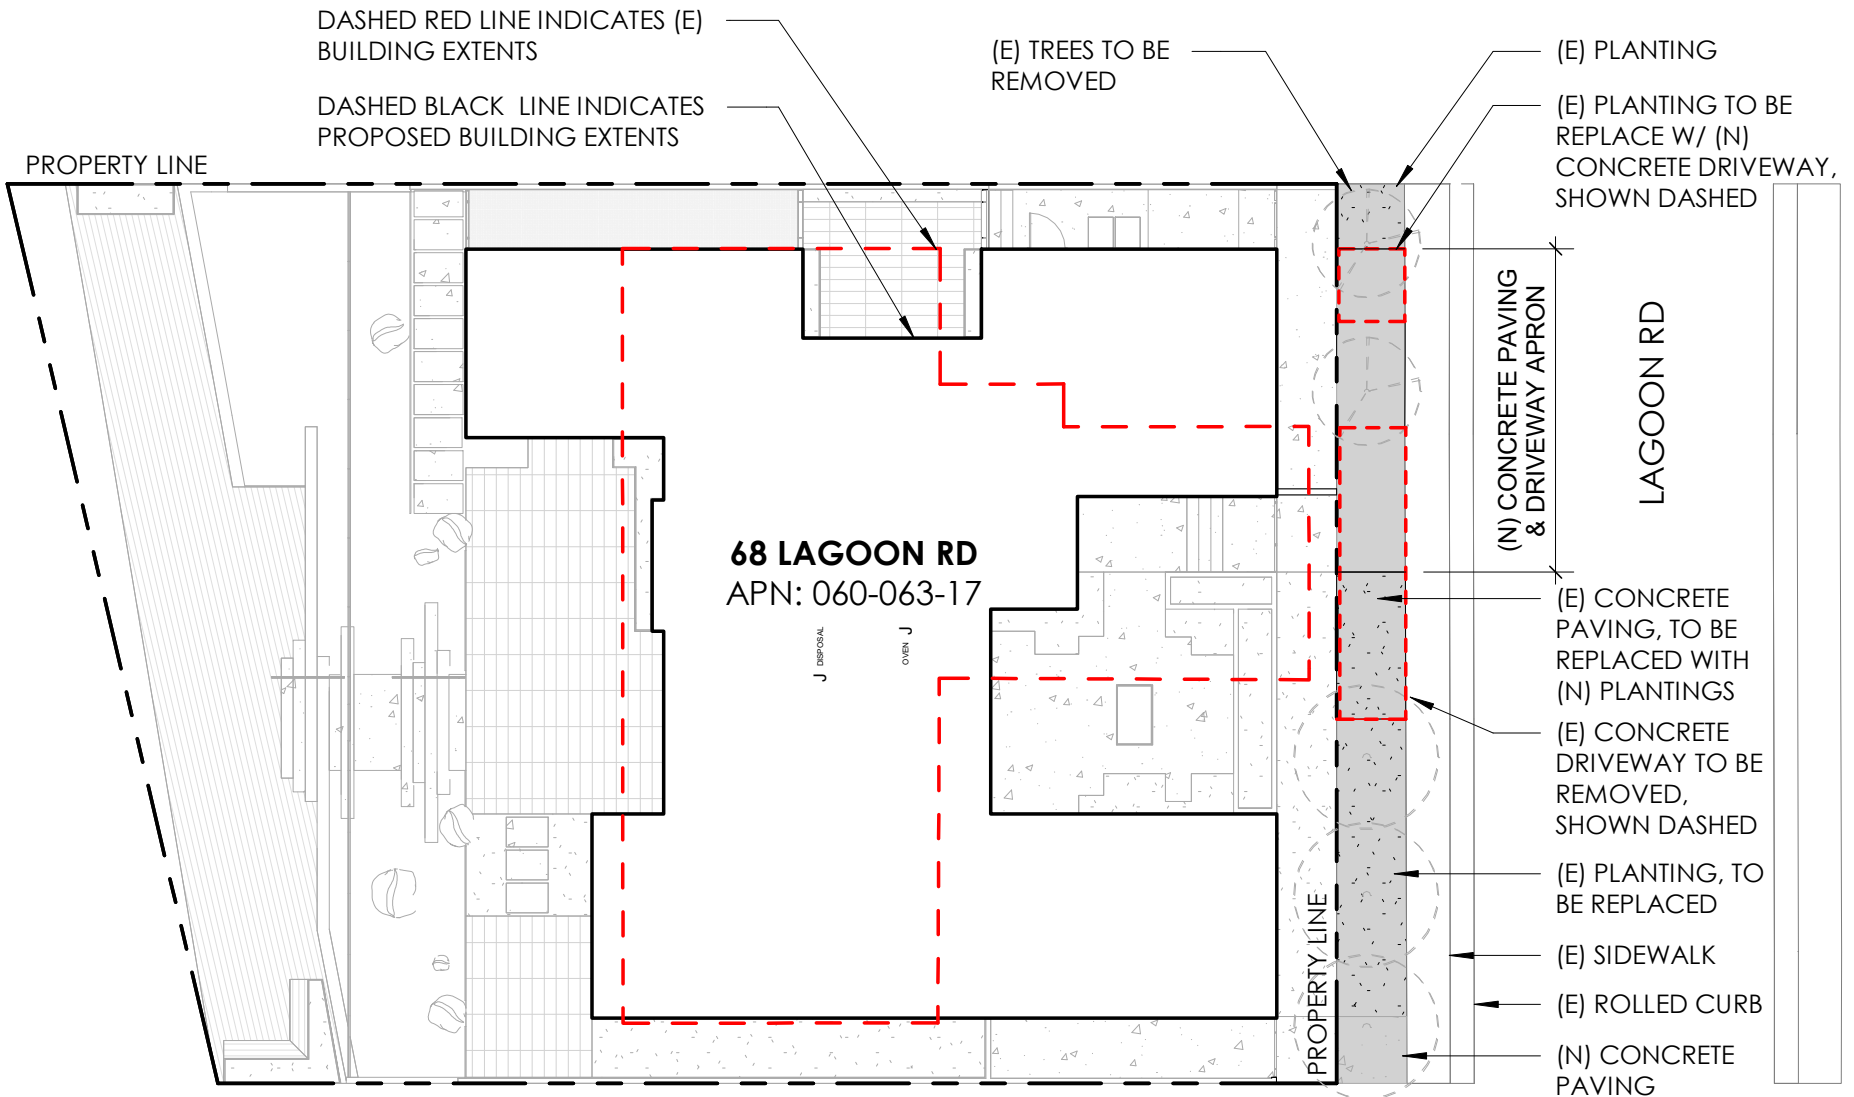 DASHED RED LINE INDICATES (E)
BUILDING EXTENTS
DASHED BLACK LINE INDICATES
PROPOSED BUILDING EXTENTS
(E) TREES TO BE
REMOVED
(E) PLANTING
(E) PLANTING TO BE
REPLACE W/ (N)
CONCRETE DRIVEWAY,
SHOWN DASHED
PROPERTY LINE
(N) CONCRETE PAVING
& DRIVEWAY APRON
LAGOON RD
68 LAGOON RD
APN: 060-063-17
J DISPOSAL
OVEN J
(E) CONCRETE
PAVING, TO BE
REPLACED WITH
(N) PLANTINGS
(E) CONCRETE
DRIVEWAY TO BE
REMOVED,
SHOWN DASHED
(E) PLANTING, TO
BE REPLACED
PROPERTY LINE
(E) SIDEWALK
(E) ROLLED CURB
(N) CONCRETE
PAVING